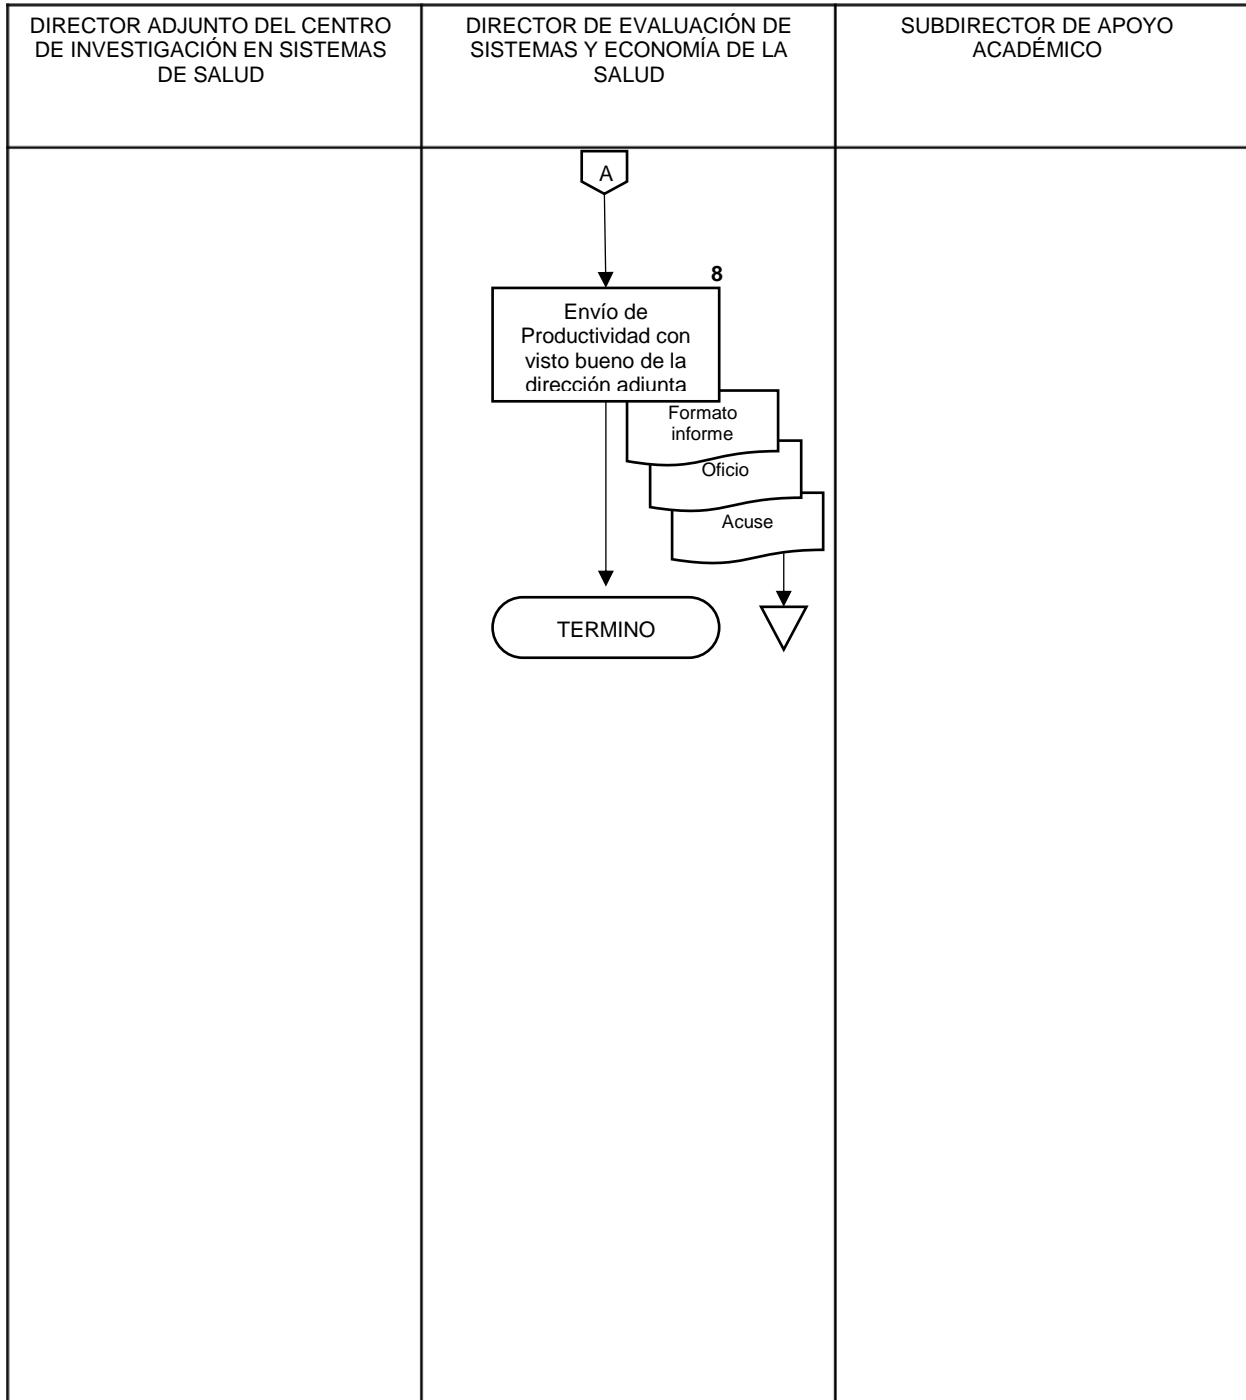 DIRECTOR ADJUNTO DEL CENTRO
DE INVESTIGACIÓN EN SISTEMAS
DE SALUD
DIRECTOR DE EVALUACIÓN DE
SISTEMAS Y ECONOMÍA DE LA
SALUD
SUBDIRECTOR DE APOYO
ACADÉMICO
A
8
Envío de
Productividad con
visto bueno de la
dirección adjunta
Formato
informe
Oficio
Acuse
TERMINO